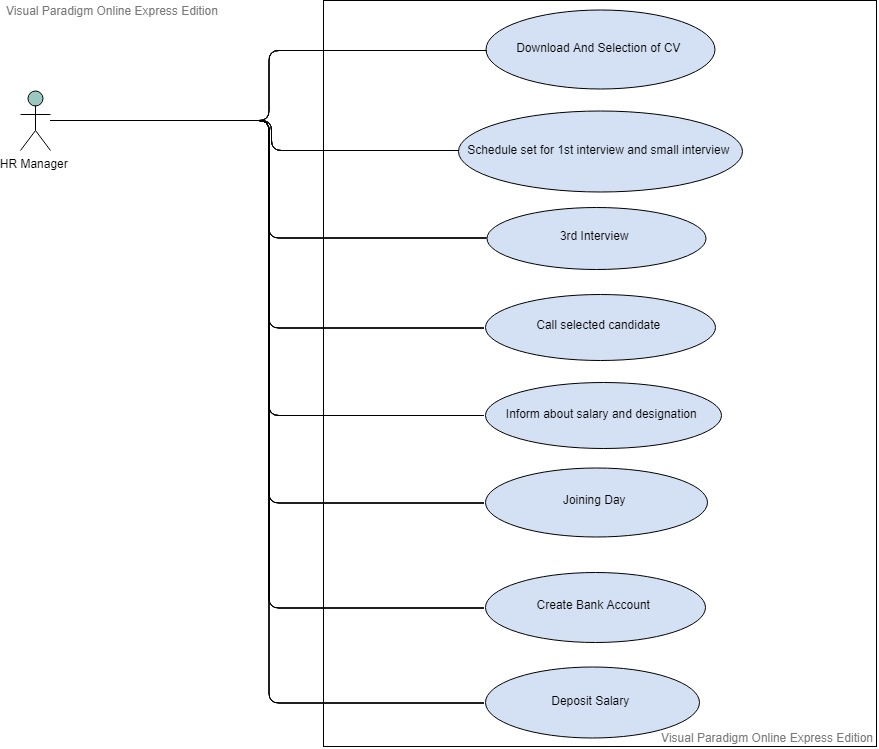 Visual Paradigm Online Express Edition
Download And Selection of CV
HR Manager
Schedule set for 1st interview and small interview
3rd Interview
Call selected candidate
Inform about salary and designation
Joining Day
Create Bank Account
Deposit Salary
Visual Paradigm Online Express Edition